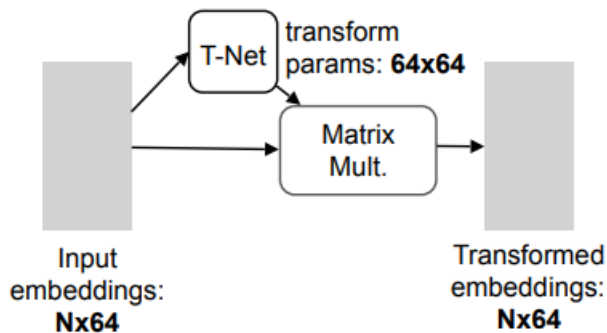 T-Net
transform
params: 64x64
Matrix
Mult.
Input
embeddings:
Nx64
Transformed
embeddings:
Nx64